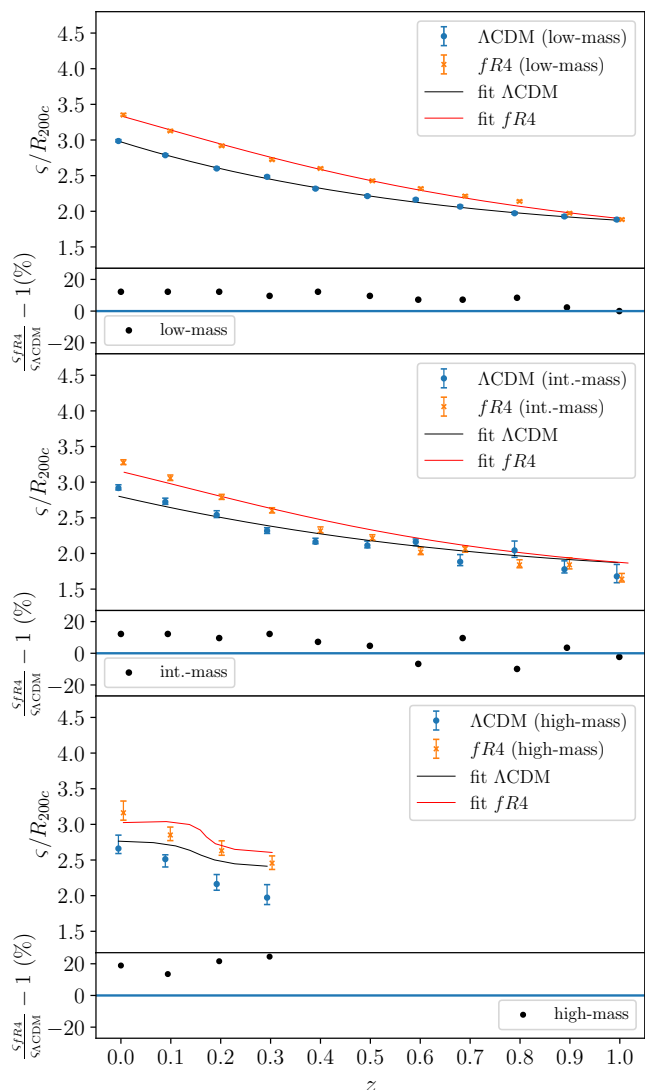 4.5
4.0
3.5
3.0
2.5
2.0
1.5
ς/R200c
ΛCDM (low-mass)
fR4 (low-mass)
fit ΛCDM
fit fR4
20
0
−20
ςfR4/ςΛCDM − 1(%)
low-mass
4.5
4.0
3.5
3.0
2.5
2.0
1.5
ς/R200c
ΛCDM (int.-mass)
fR4 (int.-mass)
fit ΛCDM
fit fR4
20
0
−20
ςfR4/ςΛCDM − 1 (%)
int.-mass
4.5
4.0
3.5
3.0
2.5
2.0
1.5
ς/R200c
ΛCDM (high-mass)
fR4 (high-mass)
fit ΛCDM
fit fR4
20
0
−20
ςfR4/ςΛCDM − 1 (%)
high-mass
0.0 0.1 0.2 0.3 0.4 0.5 0.6 0.7 0.8 0.9 1.0
z